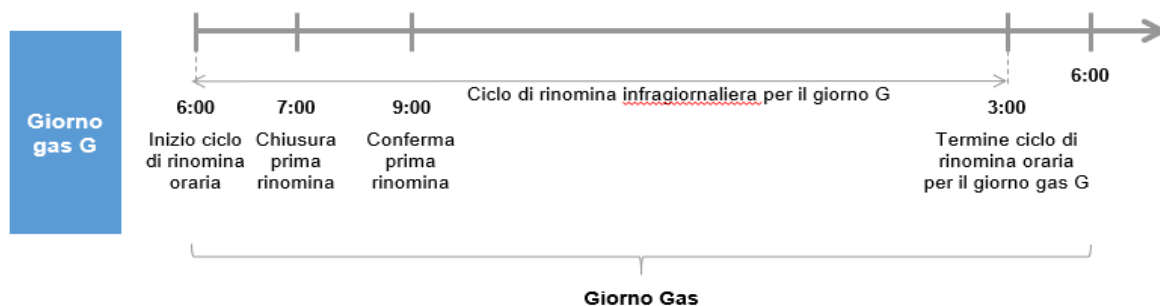 6:00
Ciclo di rinomina infragiornaliera per il giorno G
6:00
7:00
9:00
3:00
Giorno
gas G
Inizio ciclo
di rinomina
oraria
Chiusura
prima
rinomina
Conferma
prima
rinomina
Termine ciclo di
rinomina oraria
per il giorno gas G
Giorno Gas